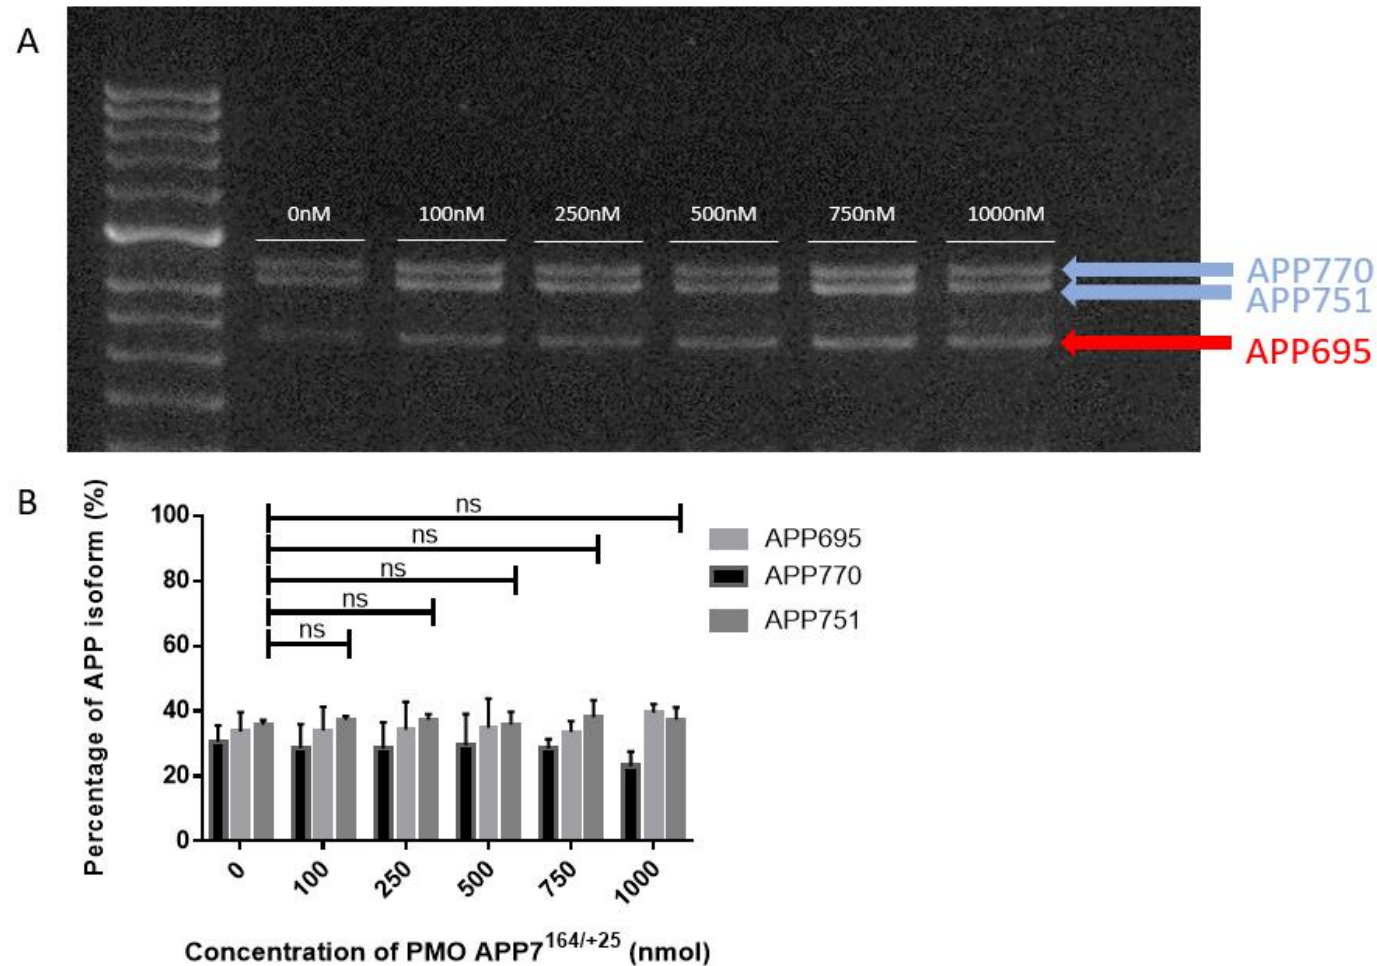 A
0nM 100nM 250nM 500nM 750nM 1000nM
APP770
APP751
APP695
B
Percentage of APP isoform (%)
100
80
60
40
20
0
ns
ns
ns
ns
ns
APP695
APP770
APP751
0 100 250 500 750 1000
Concentration of PMO APP7^164/+25 (nmol)